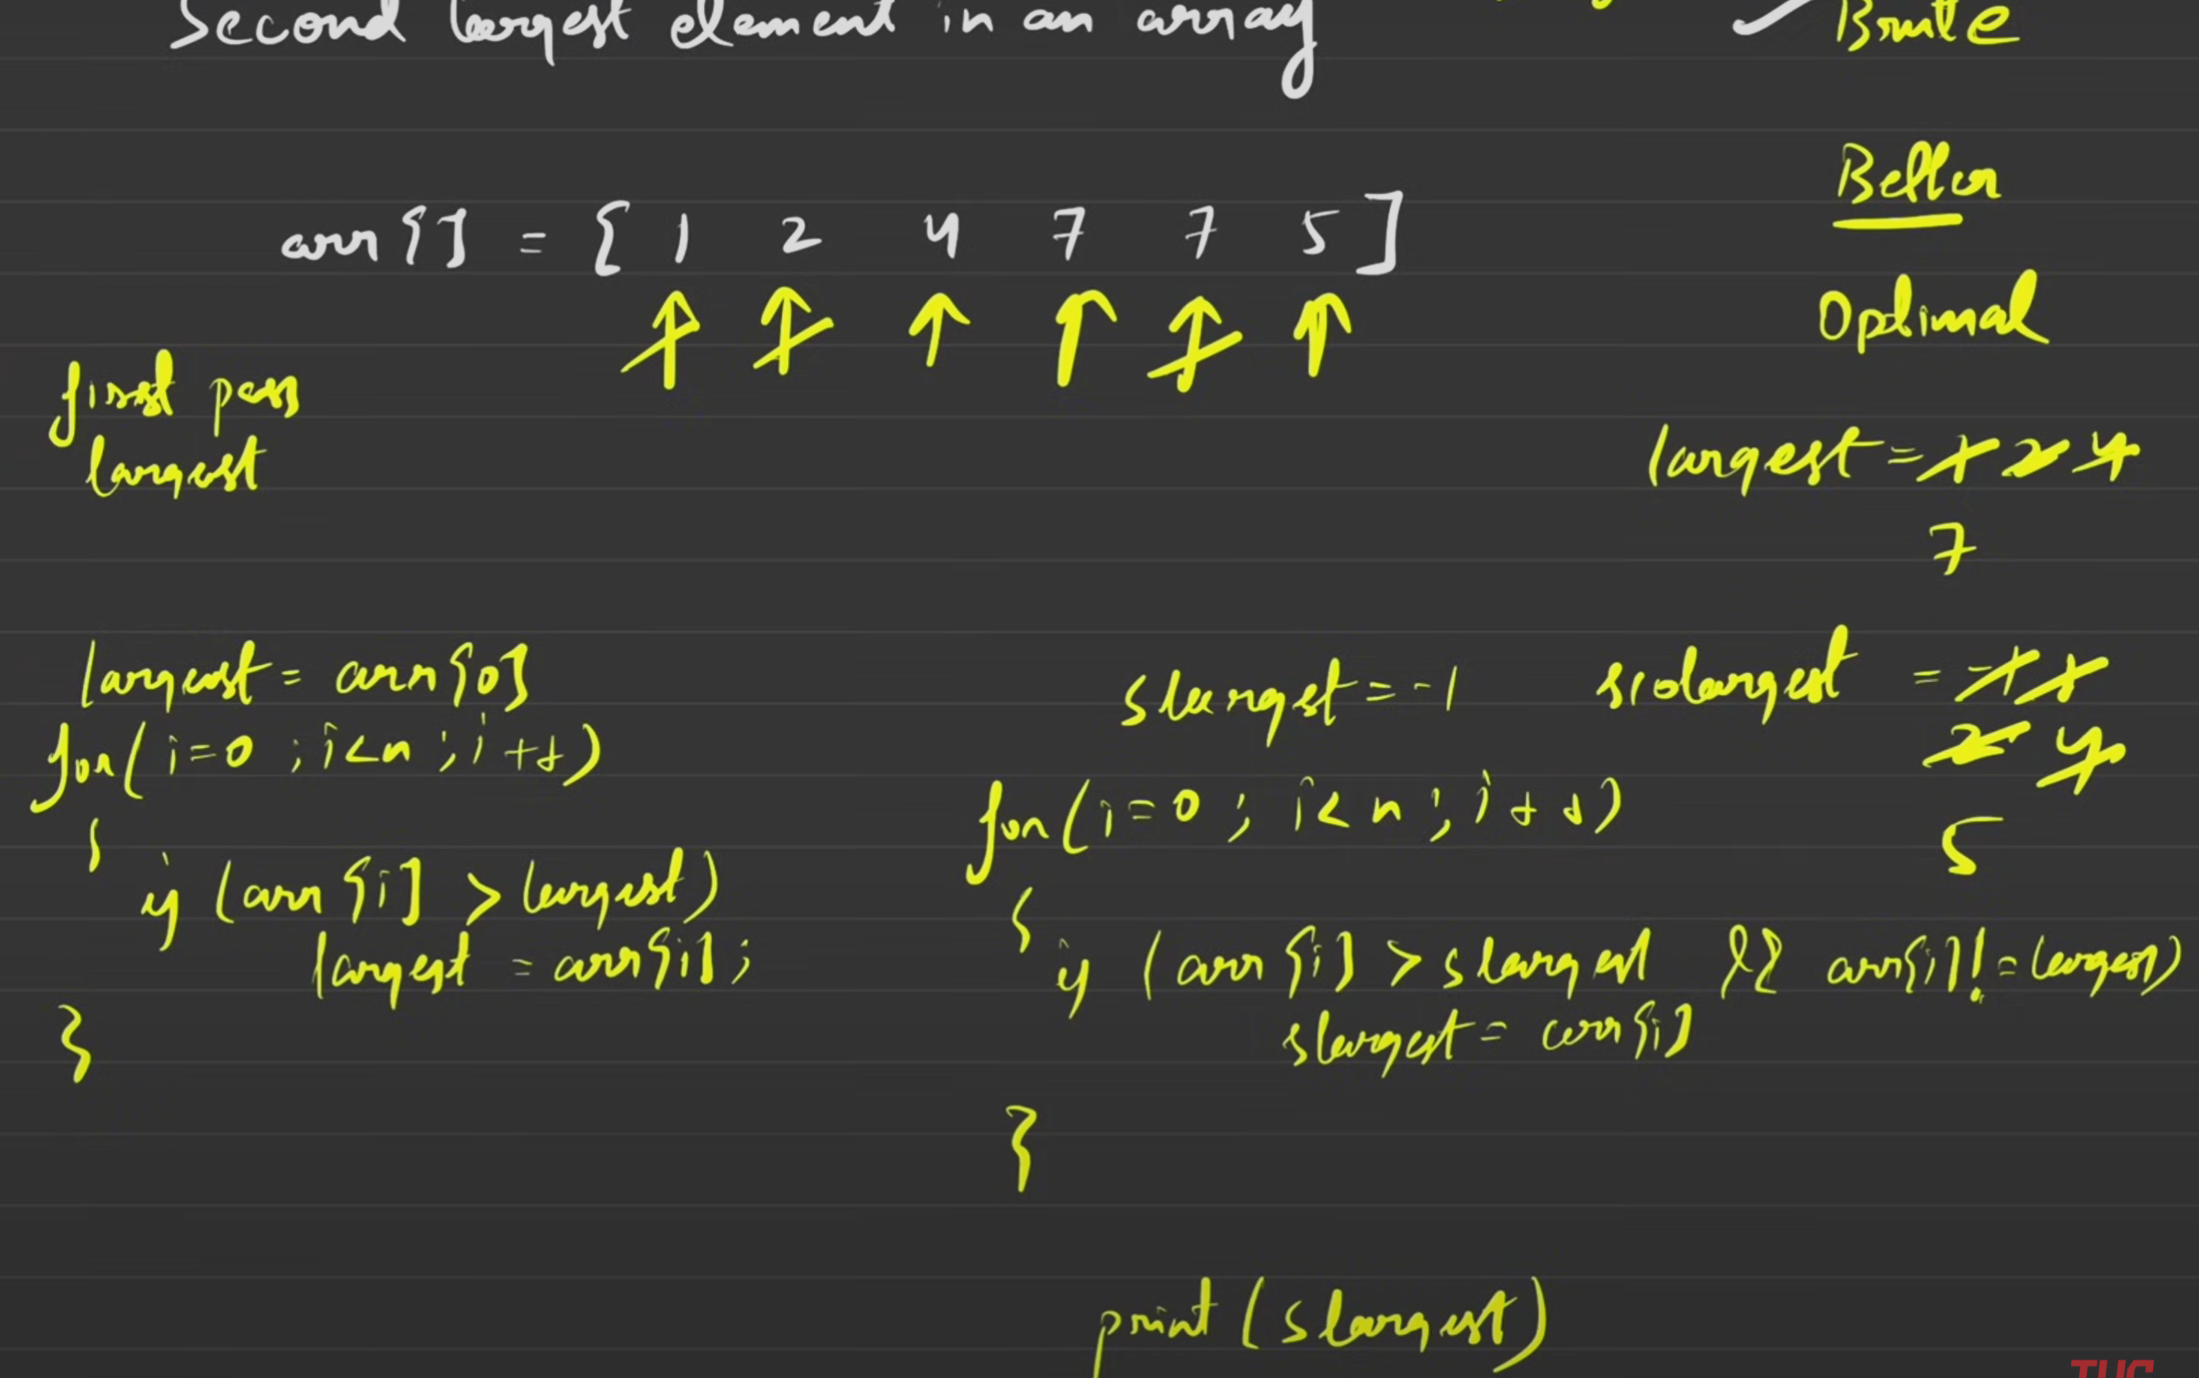 Second largest element in an array
Brute
Better
Optimal
arr[] = [ 1 2 4 7 7 5 ]
first pass
largest
largest = 1 2 4
7
largest = arr[0]
for( i=0 ; i<n ; i++)
{
if (arr[i] > largest)
largest = arr[i];
}
slargest = -1
slargest = -1 1
2 4
5
for( i=0 ; i<n ; i++)
{
if (arr[i] > slargest && arr[i] != largest)
slargest = arr[i]
}
print (slargest)